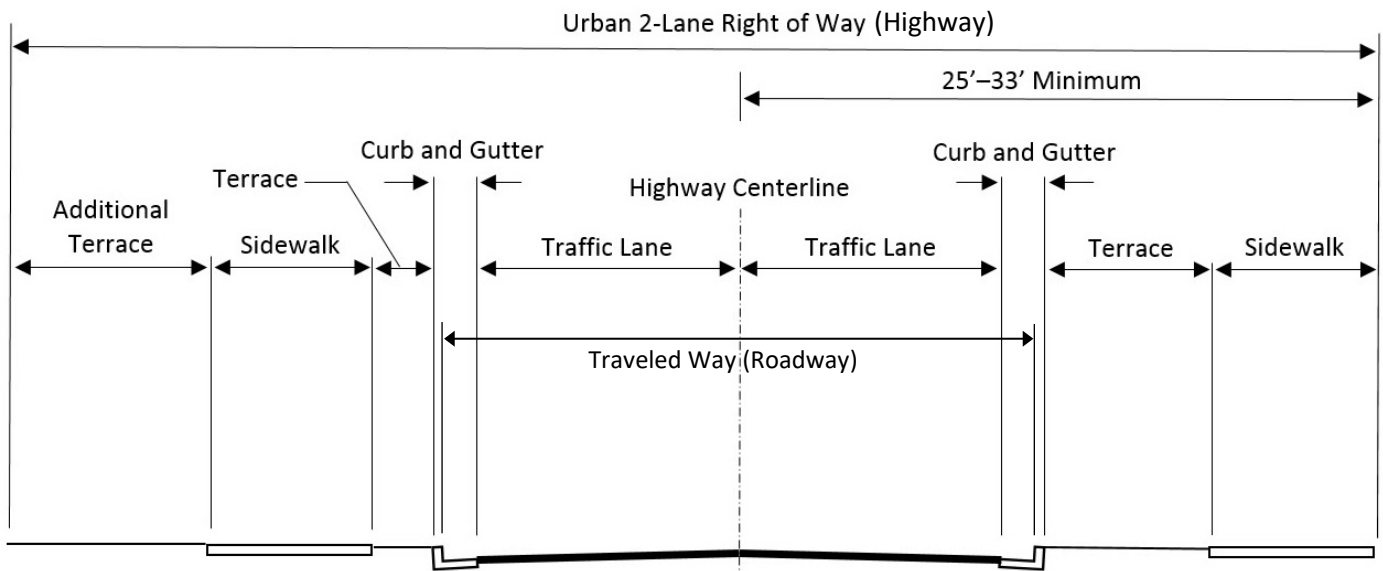 Urban 2-Lane Right of Way (Highway)
25’–33’ Minimum
Curb and Gutter
Curb and Gutter
Terrace
Highway Centerline
Additional
Terrace
Sidewalk
Traffic Lane
Traffic Lane
Terrace
Sidewalk
Traveled Way (Roadway)